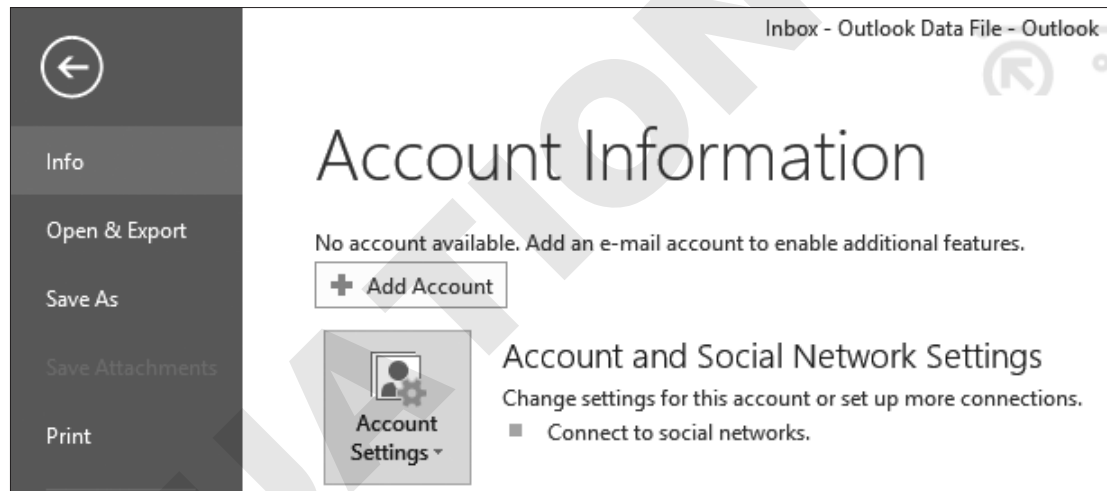 Inbox - Outlook Data File - Outlook
Info
Open & Export
Save As
Save Attachments
Print
Account Information
No account available. Add an e-mail account to enable additional features.
Add Account
Account
Settings
Account and Social Network Settings
Change settings for this account or set up more connections.
Connect to social networks.